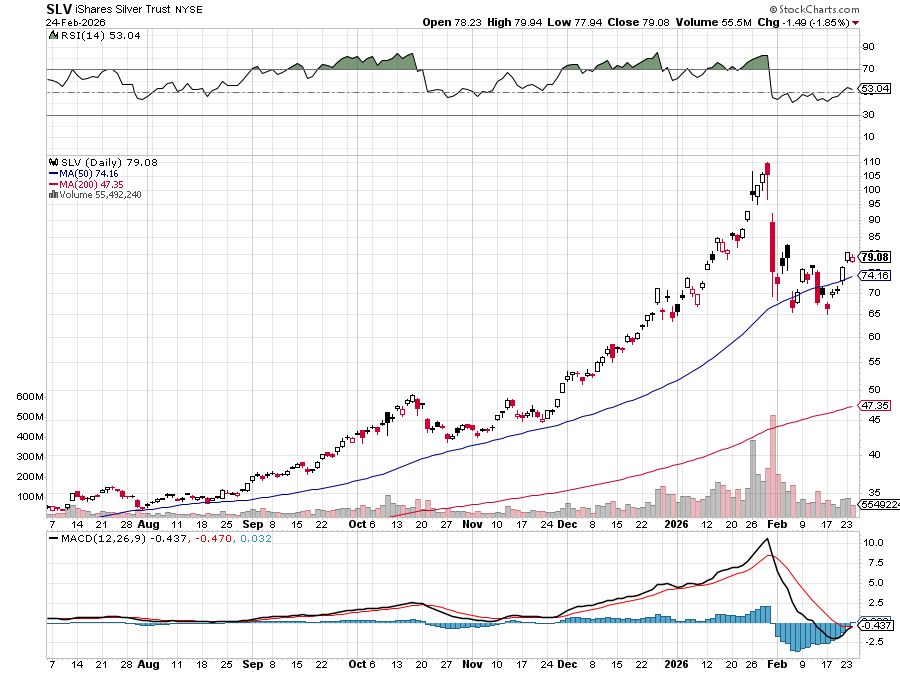 SLV iShares Silver Trust NYSE
© StockCharts.com
24-Feb-2026
Open 78.23 High 79.94 Low 77.94 Close 79.08 Volume 55.5M Chg -1.49 (-1.85%)
RSI(14) 53.04
90
70
53.04
30
10
SLV (Daily) 79.08
MA(50) 74.16
MA(200) 47.35
Volume 55,492,240
110
105
100
95
90
85
79.08
74.16
70
65
60
55
50
47.35
45
40
35
600M
500M
400M
300M
200M
100M
5549224
7 14 21 28 Aug 11 18 25 Sep 8 15 22 Oct 6 13 20 27 Nov 10 17 24 Dec 8 15 22 2026 12 20 26 Feb 9 17 23
MACD(12,26,9) -0.437, -0.470, 0.032
10.0
7.5
5.0
2.5
-0.437
-2.5
7 14 21 28 Aug 11 18 25 Sep 8 15 22 Oct 6 13 20 27 Nov 10 17 24 Dec 8 15 22 2026 12 20 26 Feb 9 17 23